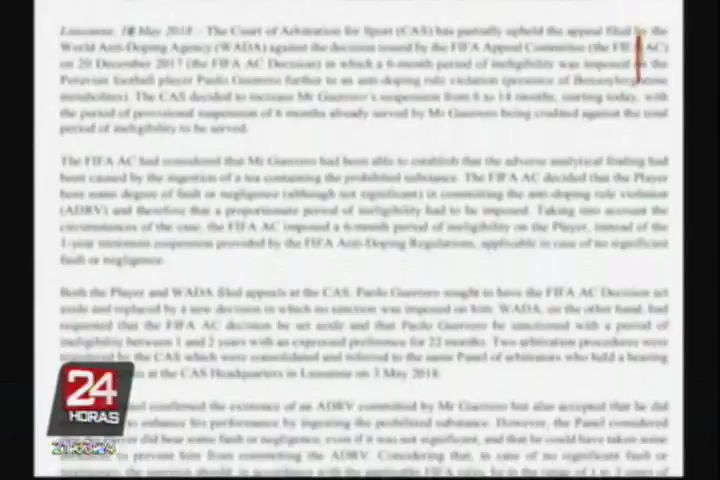 Lausanne, 14 May 2018 - The Court of Arbitration for Sport (CAS) has partially upheld the appeal filed by the
World Anti-Doping Agency (WADA) against the decision issued by the FIFA Appeal Committee (the FIFA AC)
on 20 December 2017 (the FIFA AC Decision) in which a 6-month period of ineligibility was imposed on the
Peruvian football player Paolo Guerrero further to an anti-doping rule violation (presence of Benzoylecgonine
metabolites). The CAS decided to increase Mr Guerrero's suspension from 6 to 14 months, starting today, with
the period of provisional suspension of 6 months already served by Mr Guerrero being credited against the total
period of ineligibility to be served.
The FIFA AC had considered that Mr Guerrero had been able to establish that the adverse analytical finding had
been caused by the ingestion of a tea containing the prohibited substance. The FIFA AC decided that the Player
bore some degree of fault or negligence (although not significant) in committing the anti-doping rule violation
(ADRV) and therefore that a proportionate period of ineligibility had to be imposed. Taking into account the
circumstances of the case, the FIFA AC imposed a 6-month period of ineligibility on the Player, instead of the
1-year minimum suspension provided by the FIFA Anti-Doping Regulations, applicable in case of no significant
fault or negligence.
Both the Player and WADA filed appeals at the CAS. Paolo Guerrero sought to have the FIFA AC Decision set
aside and replaced by a new decision in which no sanction was imposed on him. WADA, on the other hand, had
requested that the FIFA AC decision be set aside and that Paolo Guerrero be sanctioned with a period of
ineligibility between 1 and 2 years with an expressed preference for 22 months. Two arbitration procedures were
by the CAS which were consolidated and referred to the same Panel of arbitrators who held a hearing
at the CAS Headquarters in Lausanne on 3 May 2018.
confirmed the existence of an ADRV committed by Mr Guerrero but also accepted that he did
to enhance his performance by ingesting the prohibited substance. However, the Panel considered
did bear some fault or negligence, even if it was not significant, and that he could have taken some
to prevent him from committing the ADRV. Considering that, in case of no significant fault or
negligence, the sanction should, in accordance with the applicable FIFA rules, be in the range of 1 to 2 years of
24
HORAS